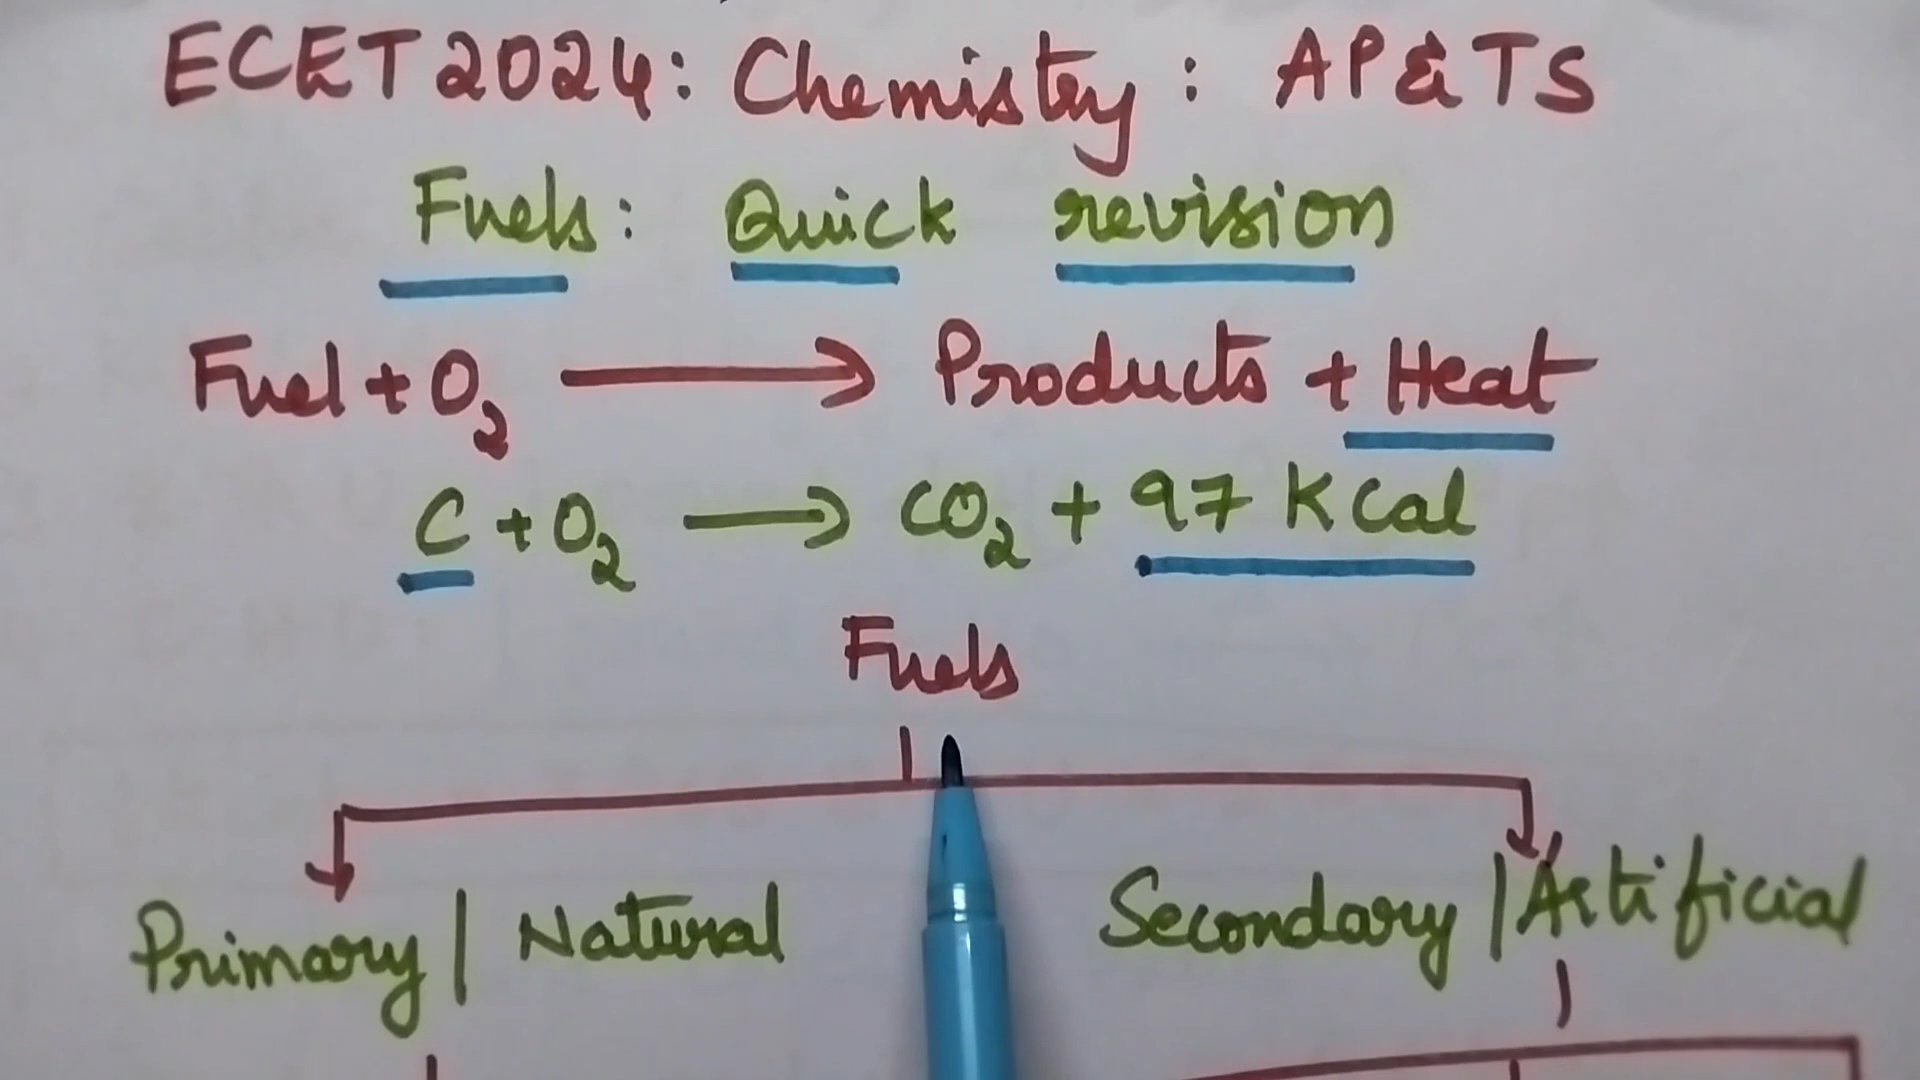 ECET 2024: Chemistry: AP & TS
Fuels: Quick revision
Fuel + O₂ ⟶ Products + Heat
C + O₂ ⟶ CO₂ + 97 KCal
Fuels
Primary | Natural
Secondary | Artificial